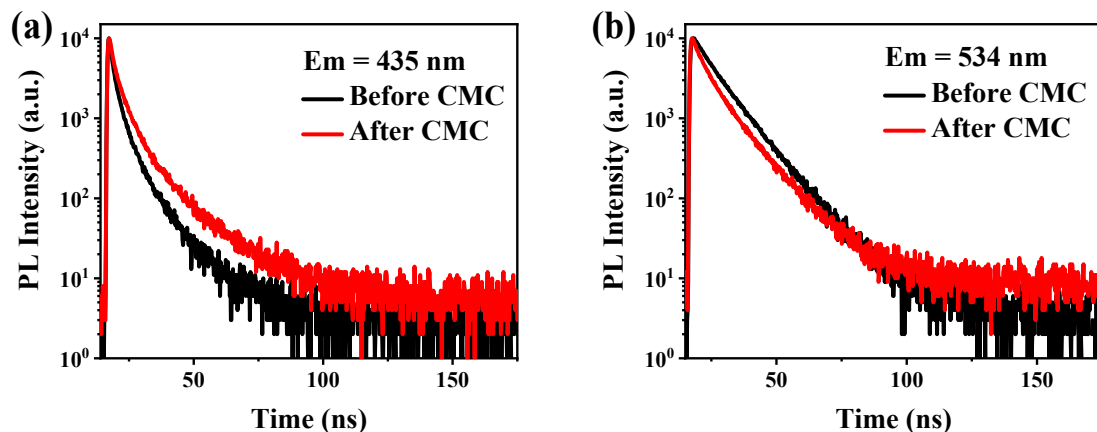 (a)
Em = 435 nm
Before CMC
After CMC
PL Intensity (a.u.)
10⁴
10³
10²
10¹
10⁰
50
100
150
Time (ns)
(b)
Em = 534 nm
Before CMC
After CMC
PL Intensity (a.u.)
10⁴
10³
10²
10¹
10⁰
50
100
150
Time (ns)